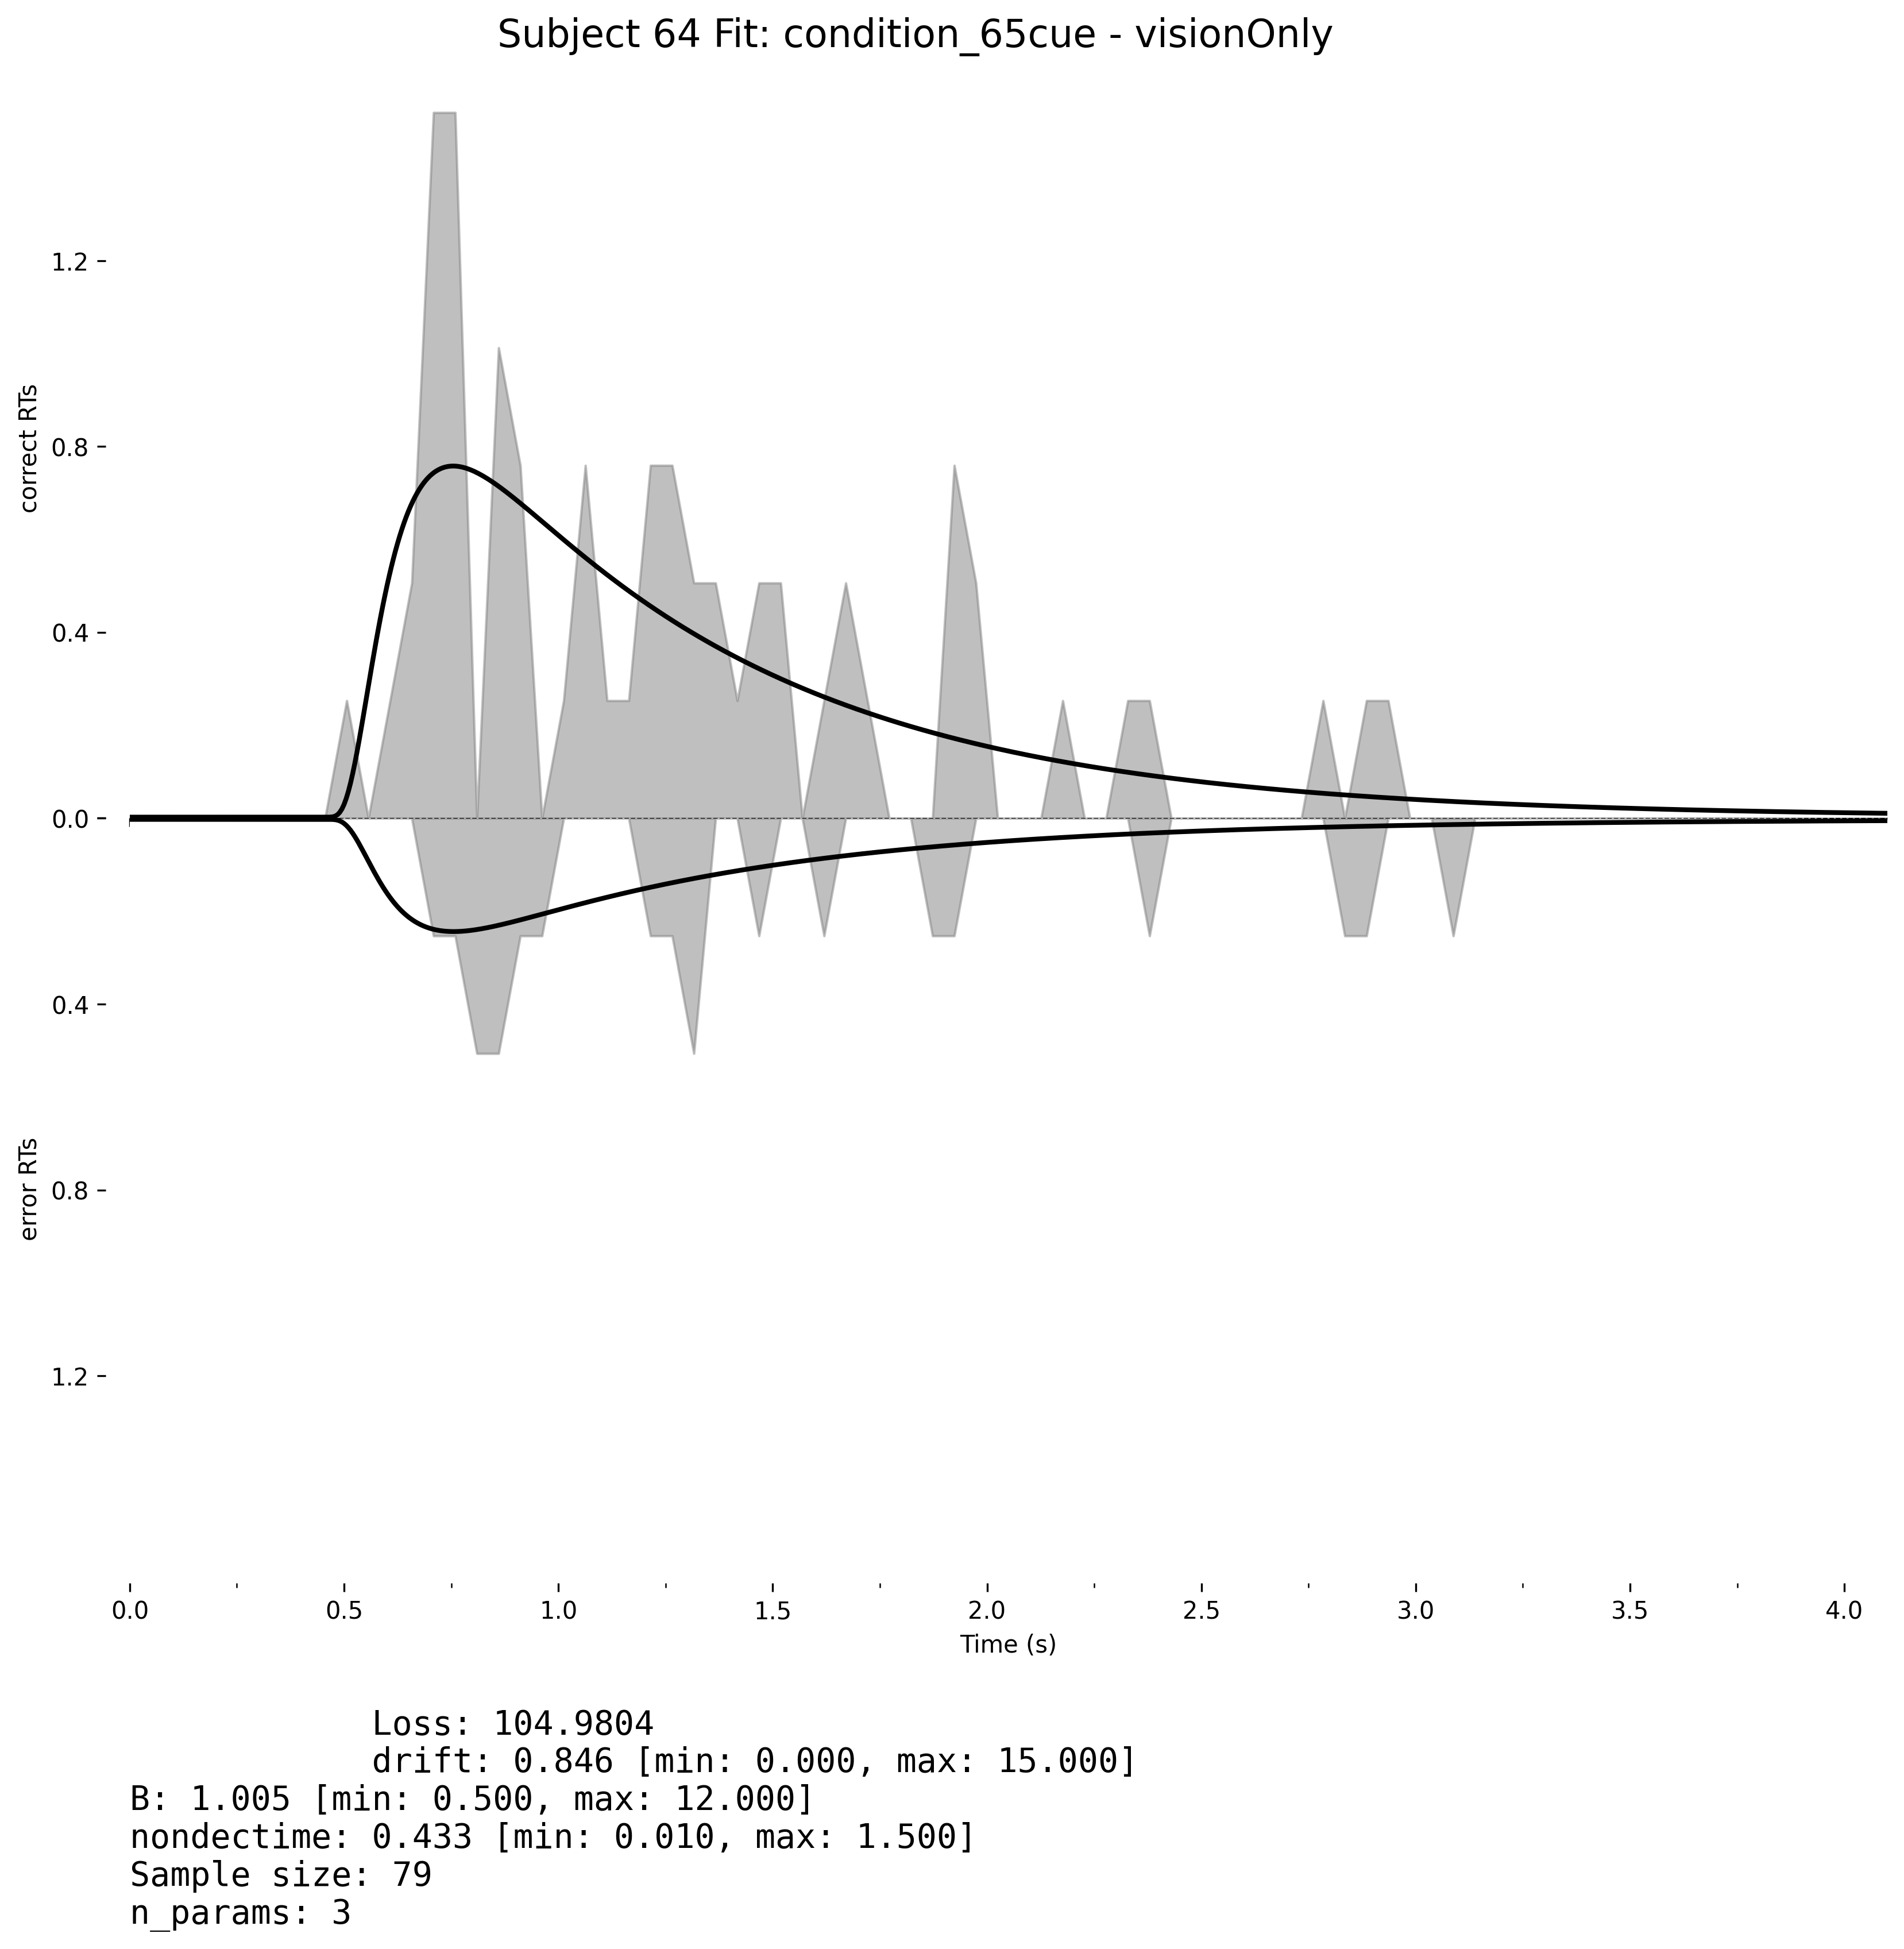 Subject 64 Fit: condition_65cue - visionOnly
1.2
0.8
correct RTs
0.4
0.0
0.4
0.8
error RTs
1.2
0.0 0.5 1.0 1.5 2.0 2.5 3.0 3.5 4.0
Time (s)
Loss: 104.9804
drift: 0.846 [min: 0.000, max: 15.000]
B: 1.005 [min: 0.500, max: 12.000]
nondectime: 0.433 [min: 0.010, max: 1.500]
Sample size: 79
n_params: 3